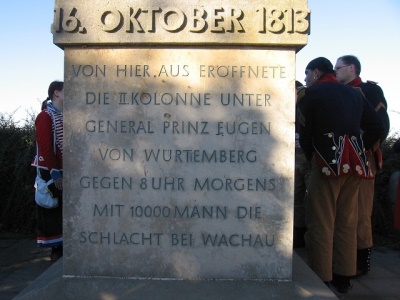 16. OKTOBER 1813
VON HIER AUS ERÖFFNETE
DIE II KOLONNE UNTER
GENERAL PRINZ EUGEN
VON WÜRTEMBERG
GEGEN 8 UHR MORGENS
MIT 10000 MANN DIE
SCHLACHT BEI WACHAU